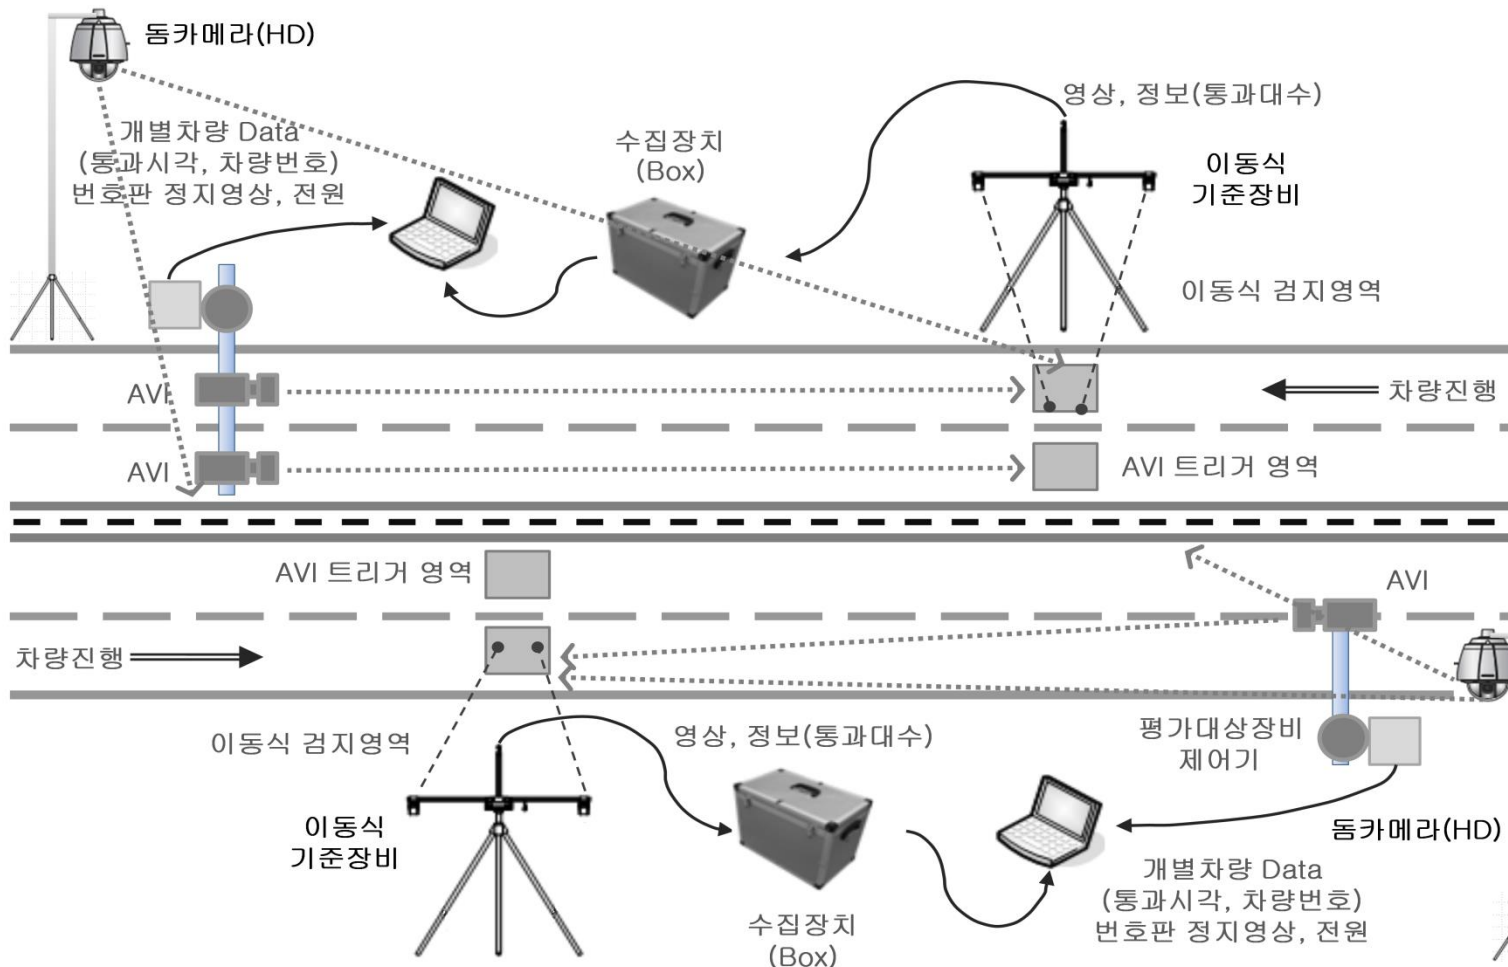 돔카메라(HD)
영상, 정보(통과대수)
개별차량 Data
(통과시각, 차량번호)
번호판 정지영상, 전원
수집장치
(Box)
이동식
기준장비
이동식 검지영역
AVI
차량진행
AVI
AVI 트리거 영역
AVI 트리거 영역
AVI
차량진행
이동식 검지영역
영상, 정보(통과대수)
평가대상장비
제어기
이동식
기준장비
돔카메라(HD)
개별차량 Data
(통과시각, 차량번호)
번호판 정지영상, 전원
수집장치
(Box)